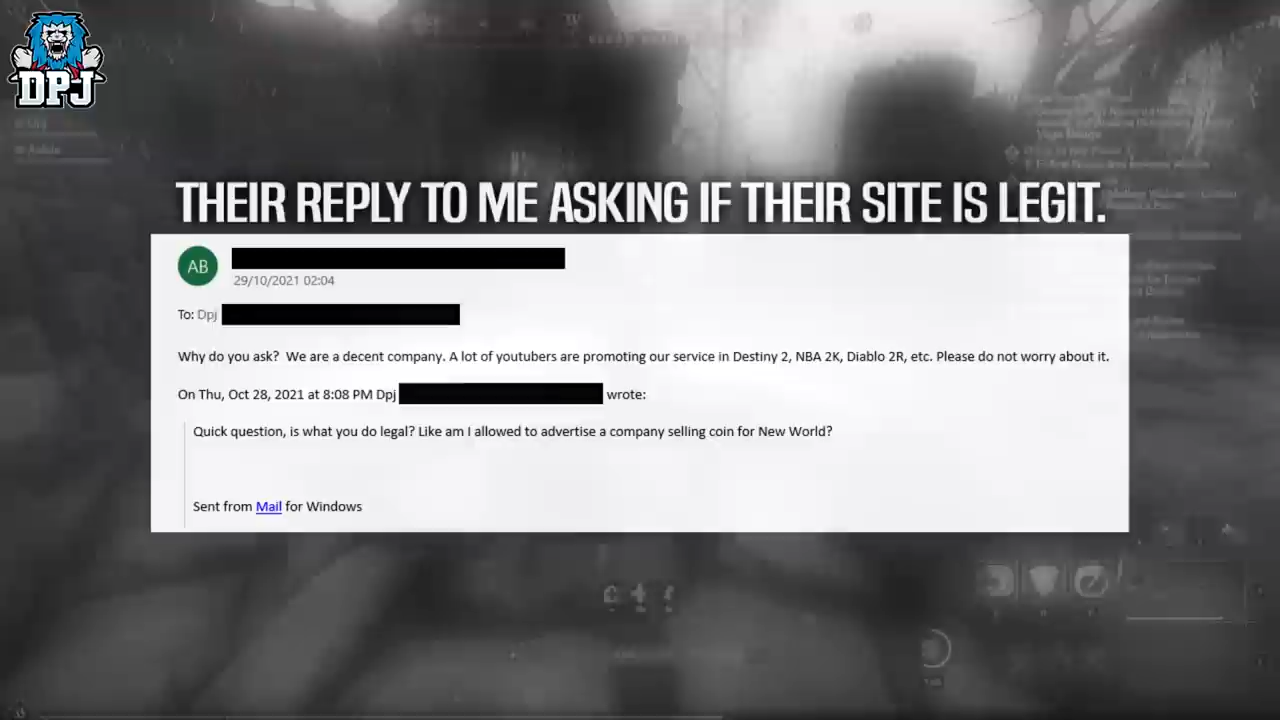 DPJ
THEIR REPLY TO ME ASKING IF THEIR SITE IS LEGIT.
AB
29/10/2021 02:04
To: Dpj
Why do you ask?  We are a decent company. A lot of youtubers are promoting our service in Destiny 2, NBA 2K, Diablo 2R, etc. Please do not worry about it.
On Thu, Oct 28, 2021 at 8:08 PM Dpj wrote:
Quick question, is what you do legal? Like am I allowed to advertise a company selling coin for New World?
Sent from Mail for Windows